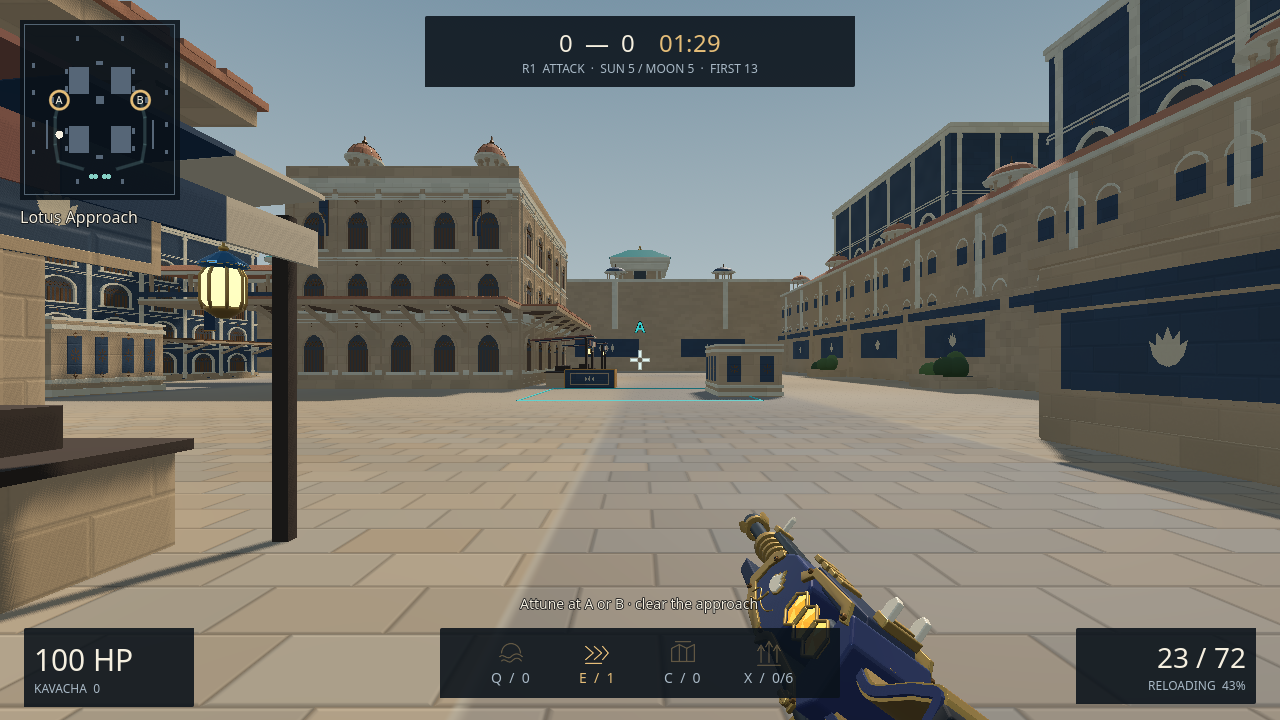 A
B
Lotus Approach
0 — 0 01:29
R1 ATTACK · SUN 5 / MOON 5 · FIRST 13
A
Attune at A or B · clear the approach
100 HP
KAVACHA 0
Q / 0
E / 1
C / 0
X / 0/6
23 / 72
RELOADING 43%